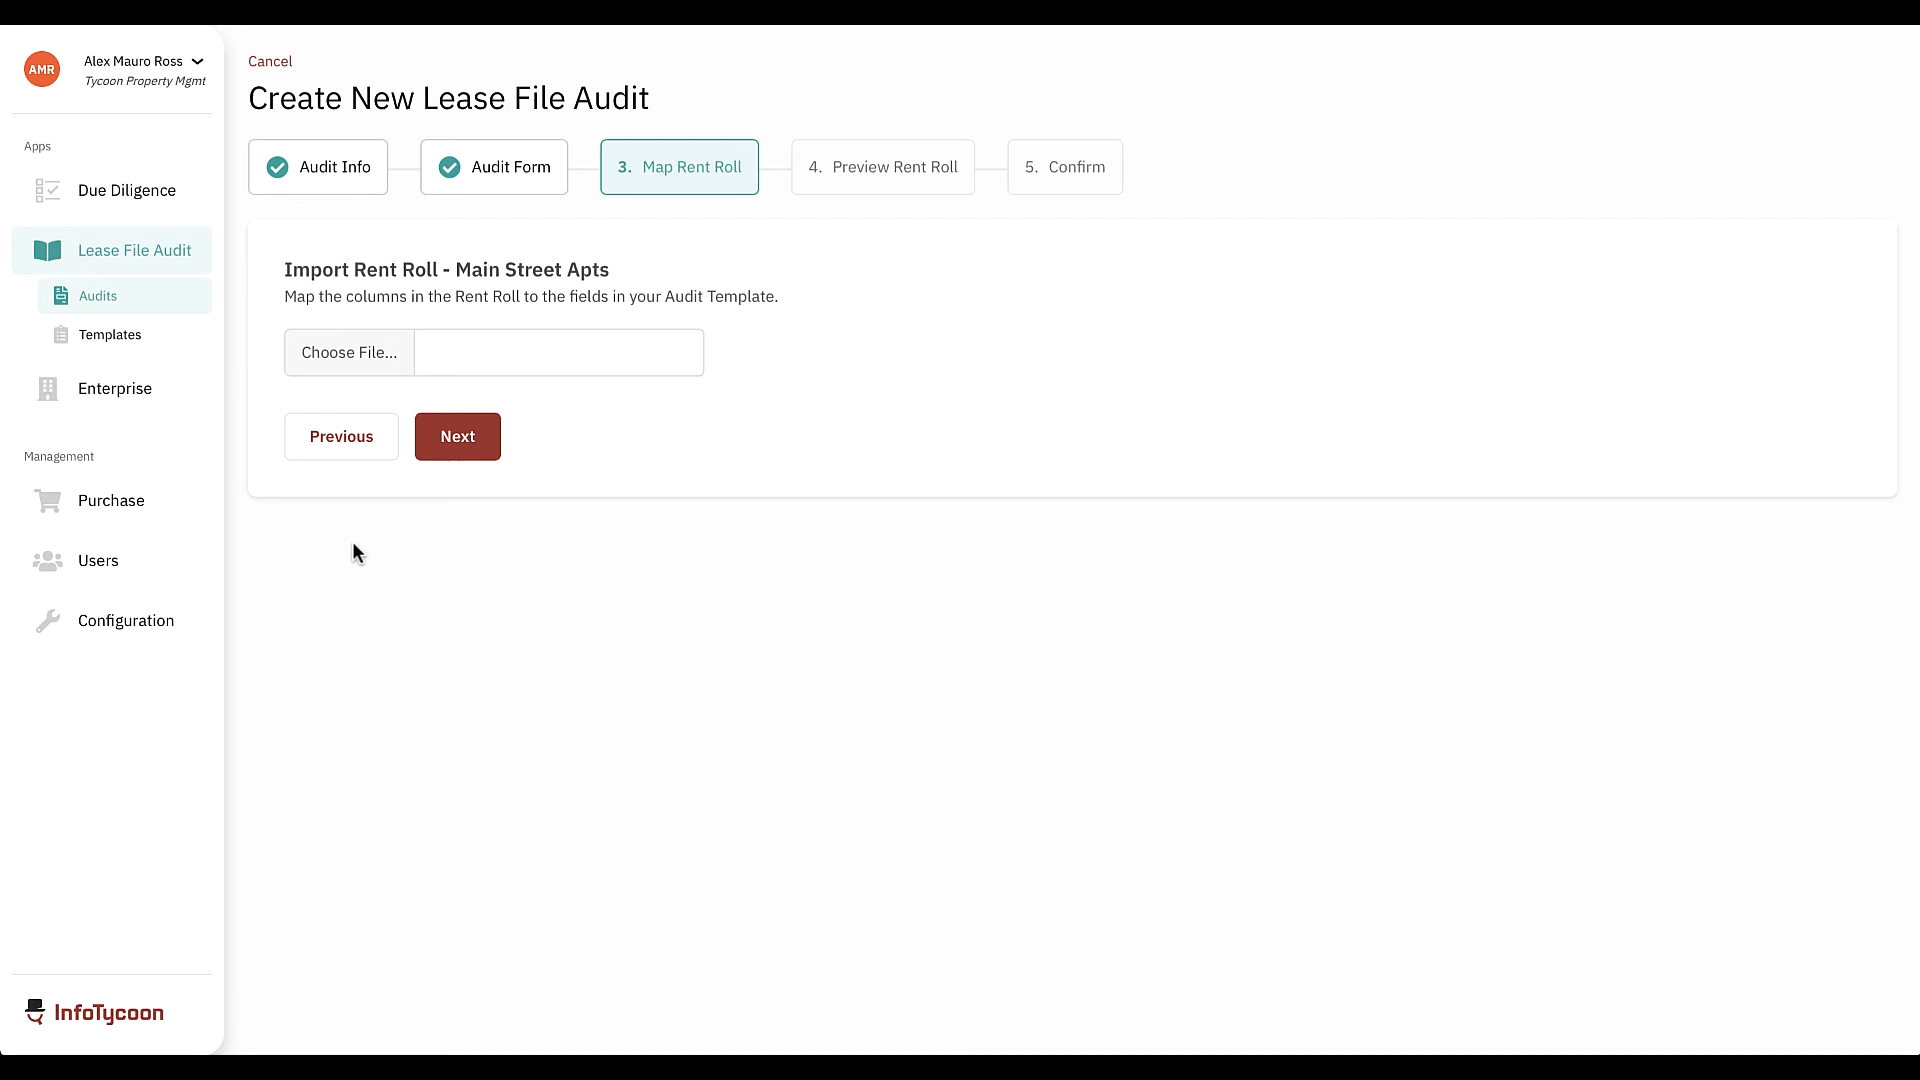 AMR
Alex Mauro Ross
Tycoon Property Mgmt
Apps
Due Diligence
Lease File Audit
Audits
Templates
Enterprise
Management
Purchase
Users
Configuration
InfoTycoon
Cancel
Create New Lease File Audit
Audit Info
Audit Form
3. Map Rent Roll
4. Preview Rent Roll
5. Confirm
Import Rent Roll - Main Street Apts
Map the columns in the Rent Roll to the fields in your Audit Template.
Choose File...
Previous
Next